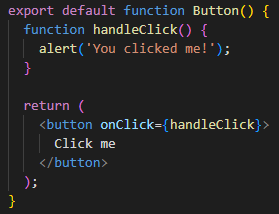 export default function Button() {
  function handleClick() {
    alert('You clicked me!');
  }

  return (
    <button onClick={handleClick}>
      Click me
    </button>
  );
}